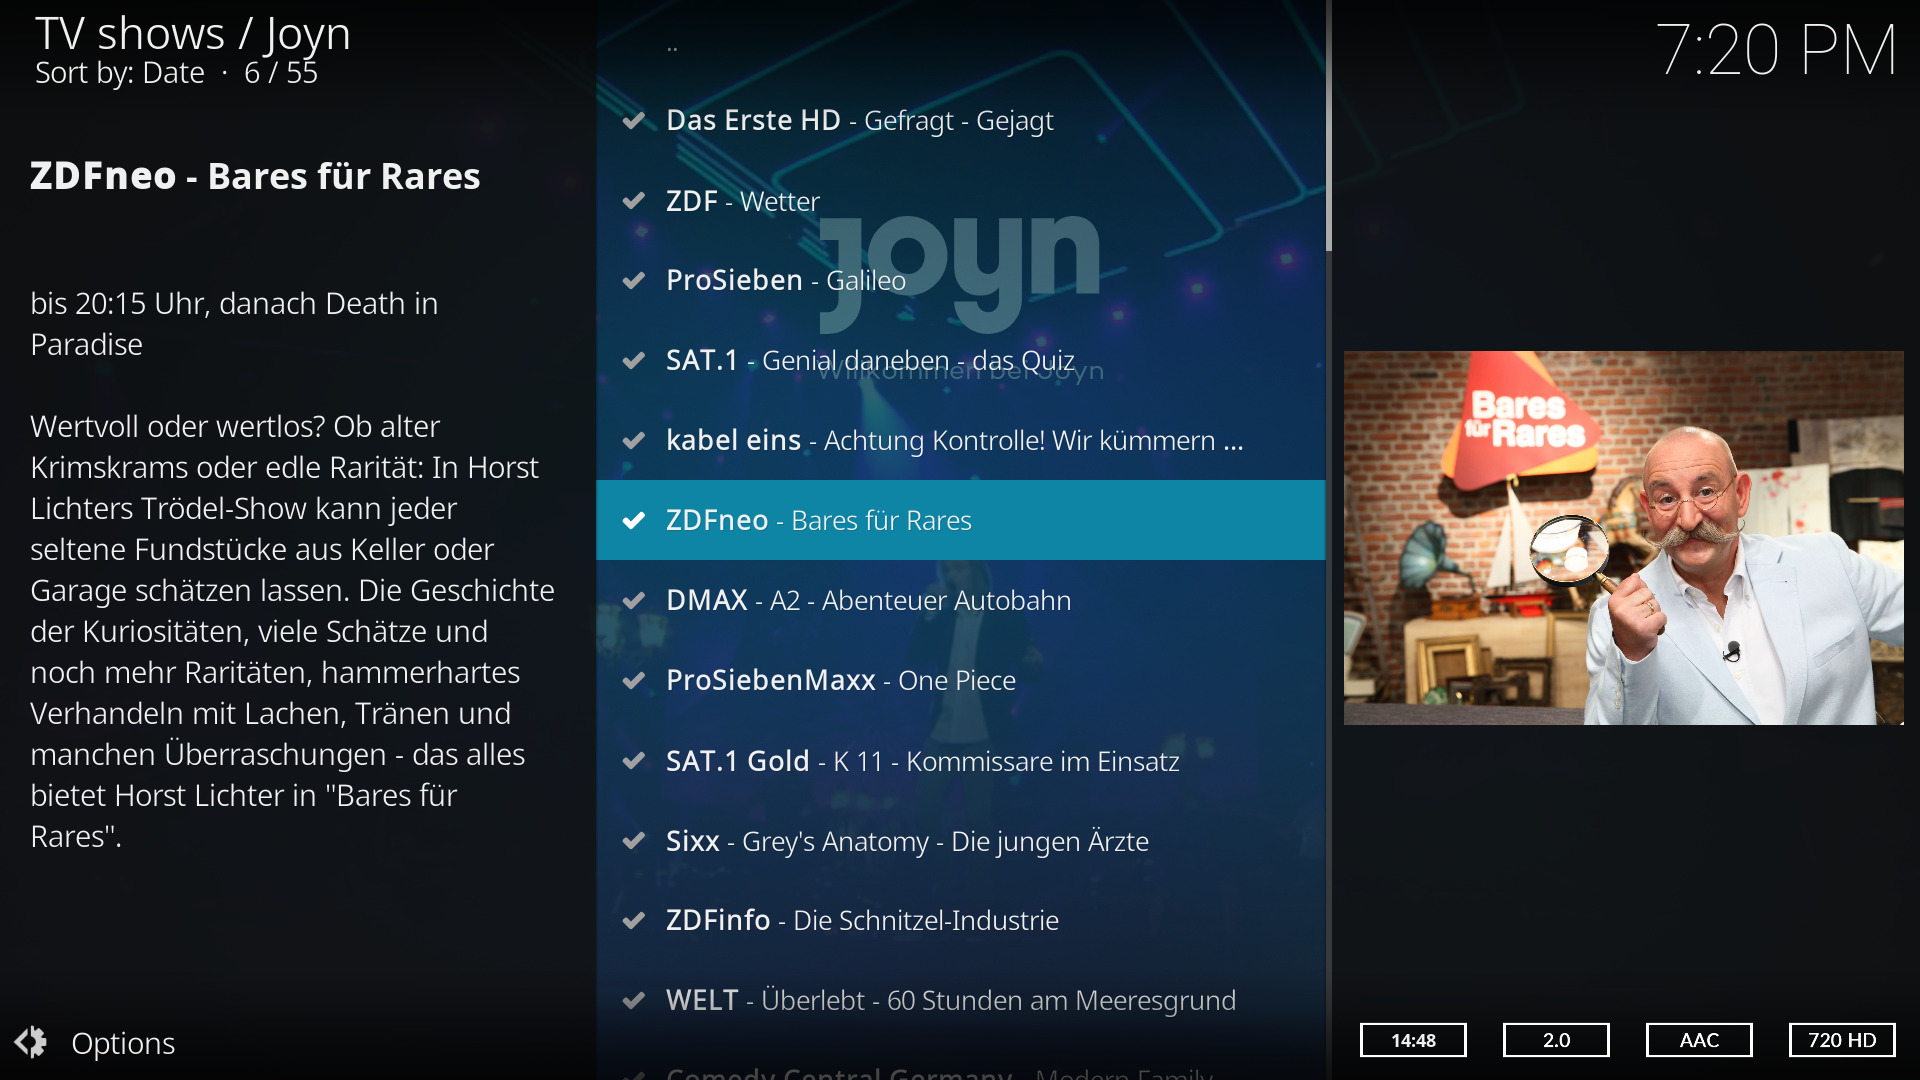 TV shows / Joyn
Sort by: Date · 6 / 55
7:20 PM
ZDFneo - Bares für Rares
bis 20:15 Uhr, danach Death in
Paradise
Wertvoll oder wertlos? Ob alter
Krimskrams oder edle Rarität: In Horst
Lichters Trödel-Show kann jeder
seltene Fundstücke aus Keller oder
Garage schätzen lassen. Die Geschichte
der Kuriositäten, viele Schätze und
noch mehr Raritäten, hammerhartes
Verhandeln mit Lachen, Tränen und
manchen Überraschungen - das alles
bietet Horst Lichter in "Bares für
Rares".
Options
..
Das Erste HD - Gefragt - Gejagt
ZDF - Wetter
joyn
ProSieben - Galileo
SAT.1 - Genial daneben - das Quiz
Willkommen bei Joyn
kabel eins - Achtung Kontrolle! Wir kümmern ...
ZDFneo - Bares für Rares
DMAX - A2 - Abenteuer Autobahn
ProSiebenMaxx - One Piece
SAT.1 Gold - K 11 - Kommissare im Einsatz
Sixx - Grey's Anatomy - Die jungen Ärzte
ZDFinfo - Die Schnitzel-Industrie
WELT - Überlebt - 60 Stunden am Meeresgrund
Comedy Central Germany - Modern Family
Bares
für Rares
14:48
2.0
AAC
720 HD